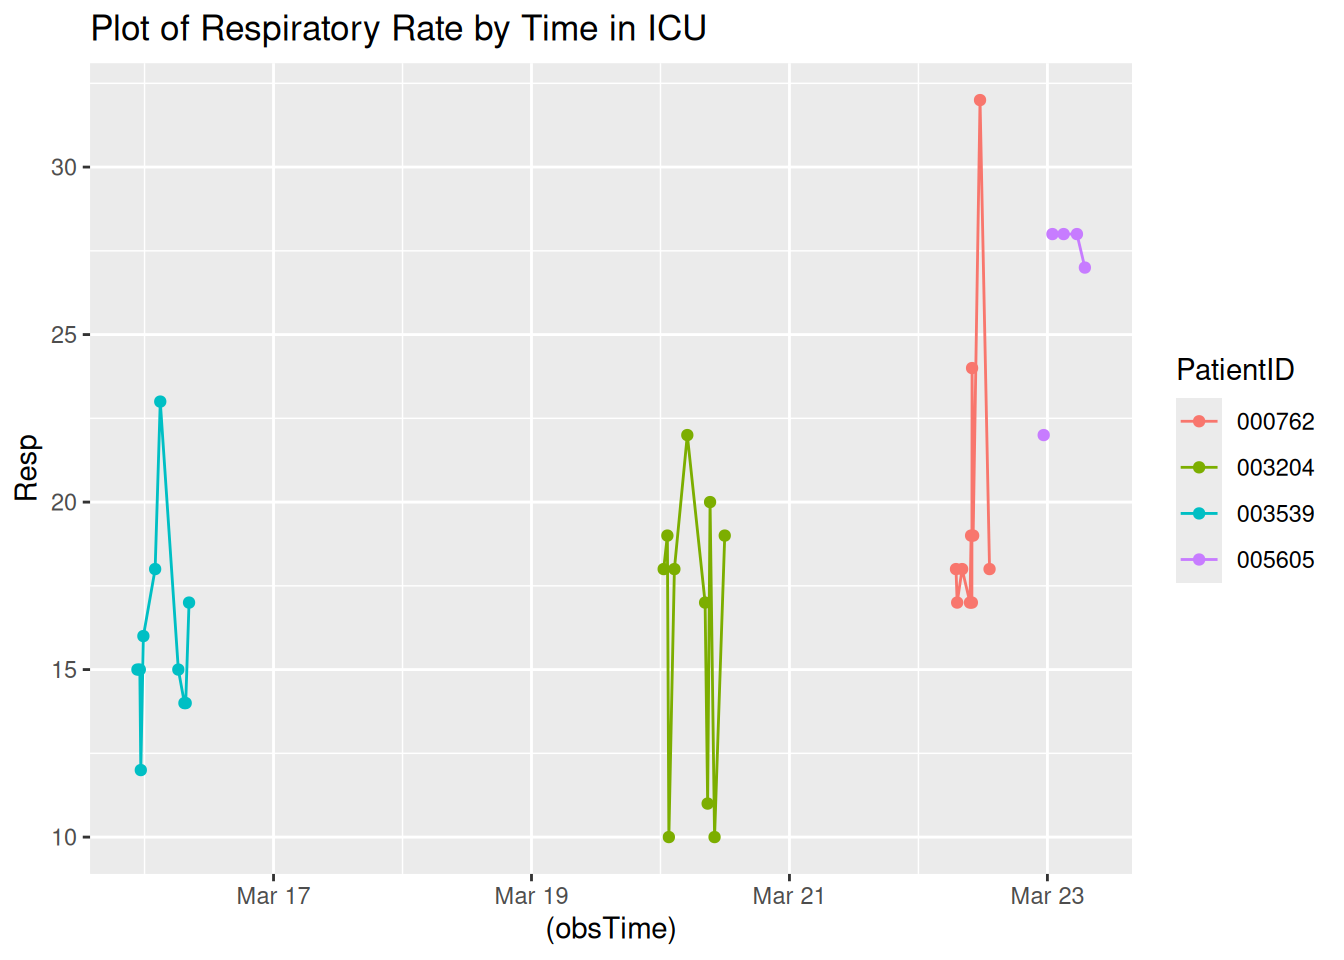 Plot of Respiratory Rate by Time in ICU
Resp
30
25
20
15
10
Mar 17
Mar 19
Mar 21
Mar 23
(obsTime)
PatientID
000762
003204
003539
005605